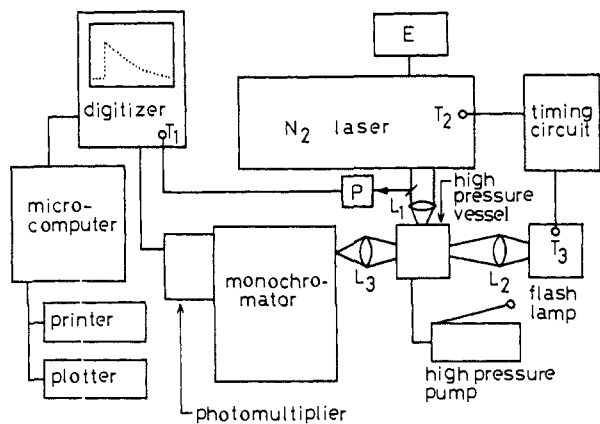 E
digitizer
T1
N2 laser
T2
timing
circuit
micro-
computer
P
L1
high
pressure
vessel
monochro-
mator
L3
L2
T3
flash
lamp
printer
plotter
high pressure
pump
photomultiplier